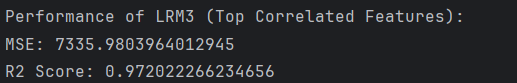 Performance of LRM3 (Top Correlated Features):
MSE: 7335.9803964012945
R2 Score: 0.972022266234656